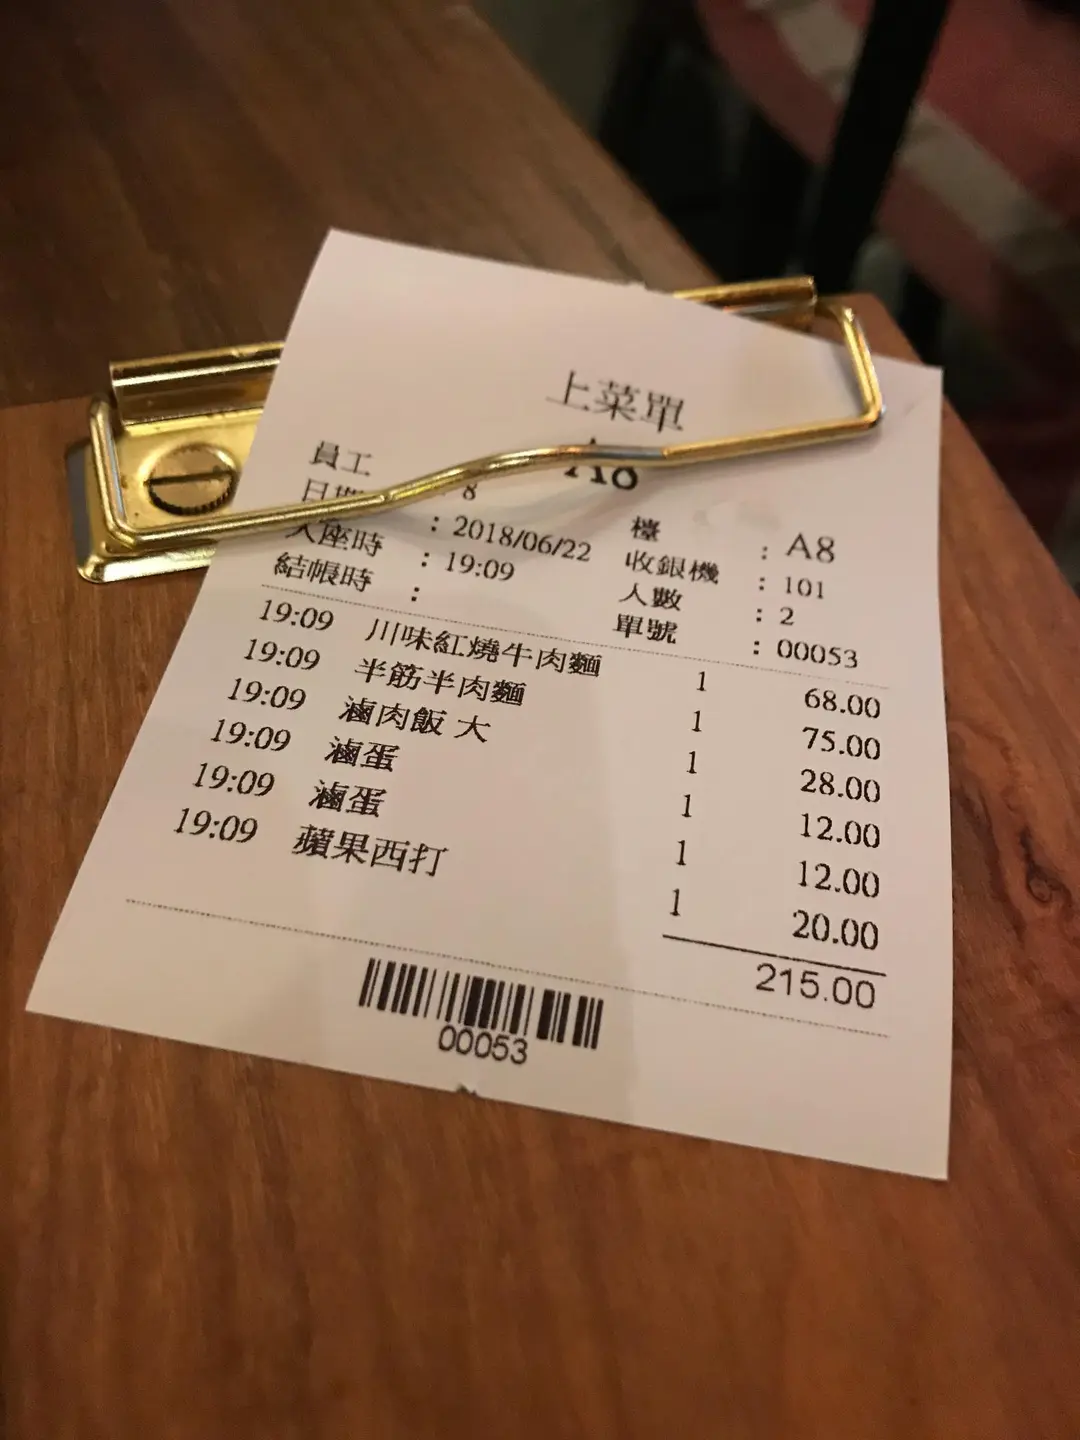 上菜單
A8
員工 : 8
日期 : 2018/06/22
入座時 : 19:09
結帳時 :
檯 : A8
收銀機 : 101
人數 : 2
單號 : 00053
19:09 川味紅燒牛肉麵 1 68.00
19:09 半筋半肉麵 1 75.00
19:09 滷肉飯 大 1 28.00
19:09 滷蛋 1 12.00
19:09 滷蛋 1 12.00
19:09 蘋果西打 1 20.00
215.00
00053